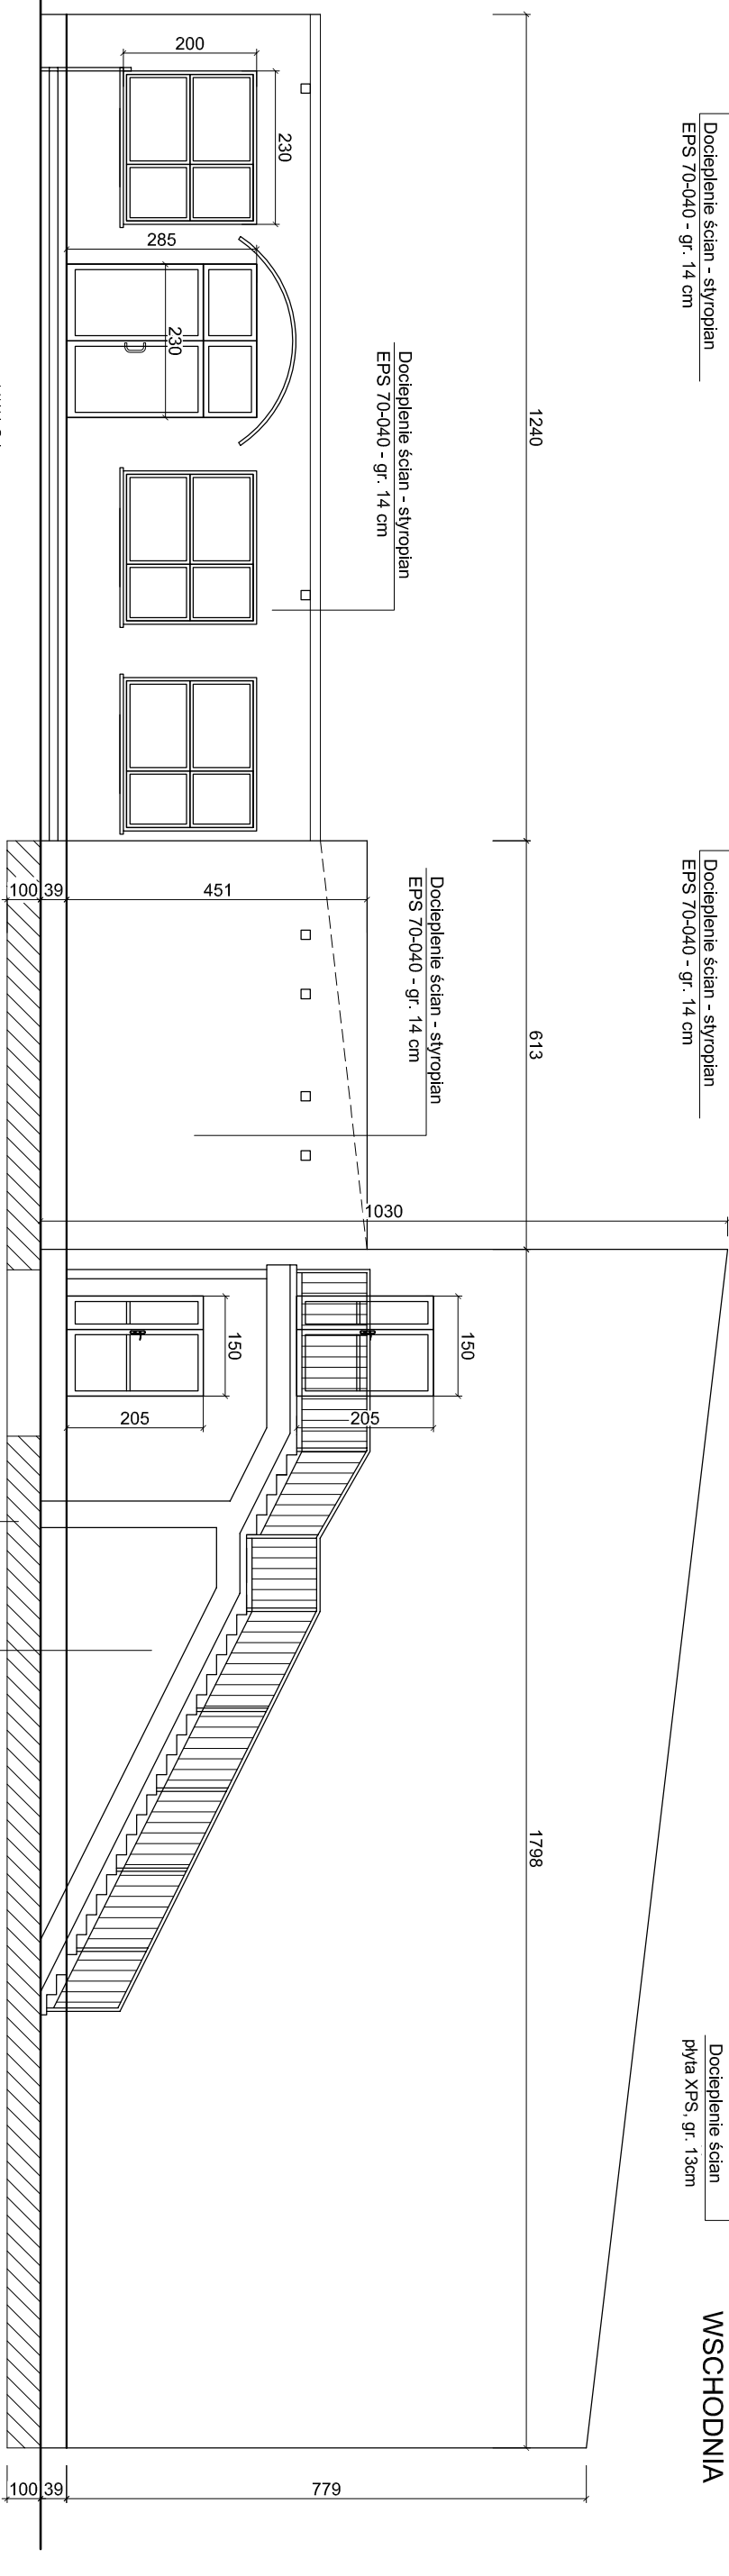 Docieplenie ścian - styropian
EPS 70-040 - gr. 14 cm
Docieplenie ścian - styropian
EPS 70-040 - gr. 14 cm
Docieplenie ścian
płyta XPS, gr. 13cm
WSCHODNIA
1240
613
1798
Docieplenie ścian - styropian
EPS 70-040 - gr. 14 cm
Docieplenie ścian - styropian
EPS 70-040 - gr. 14 cm
200
230
285
230
451
39
100
1030
150
205
150
205
779
39
100